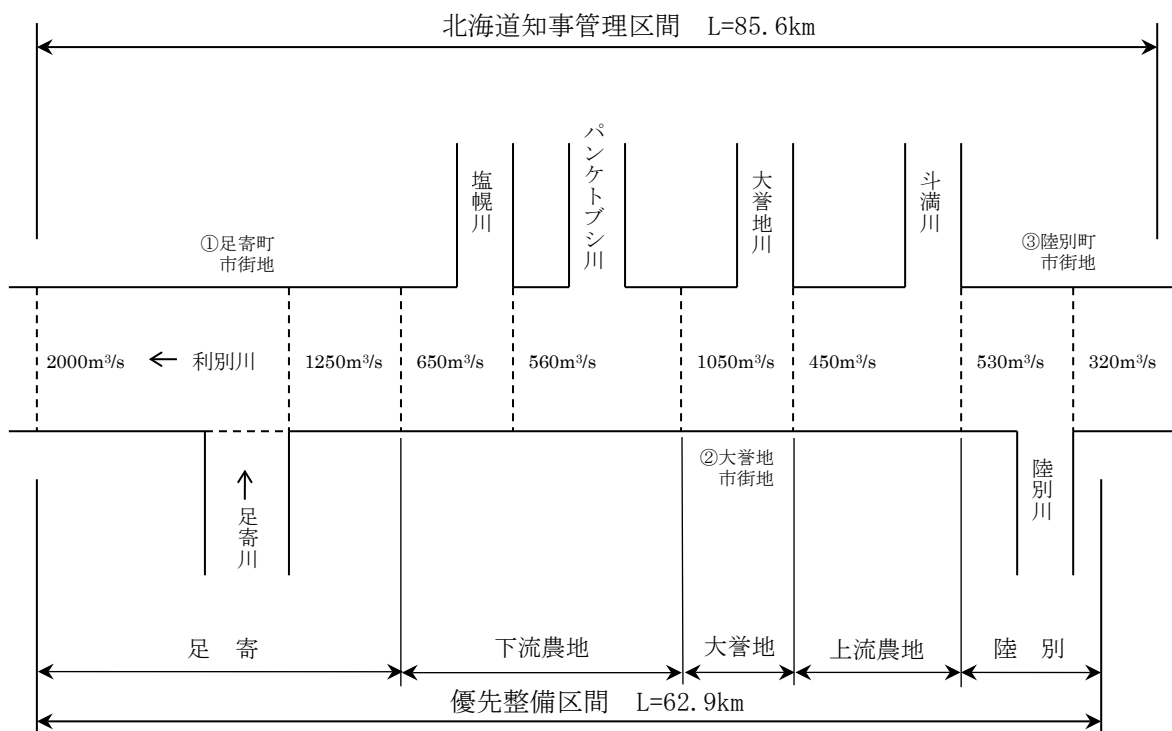 北海道知事管理区間 L=85.6km
塩幌川
パンケトブシ川
大誉地川
斗満川
①足寄町
市街地
③陸別町
市街地
2000m³/s
利別川
1250m³/s
650m³/s
560m³/s
1050m³/s
450m³/s
530m³/s
320m³/s
②大誉地
市街地
足寄川
陸別川
足 寄
下流農地
大誉地
上流農地
陸 別
優先整備区間 L=62.9km